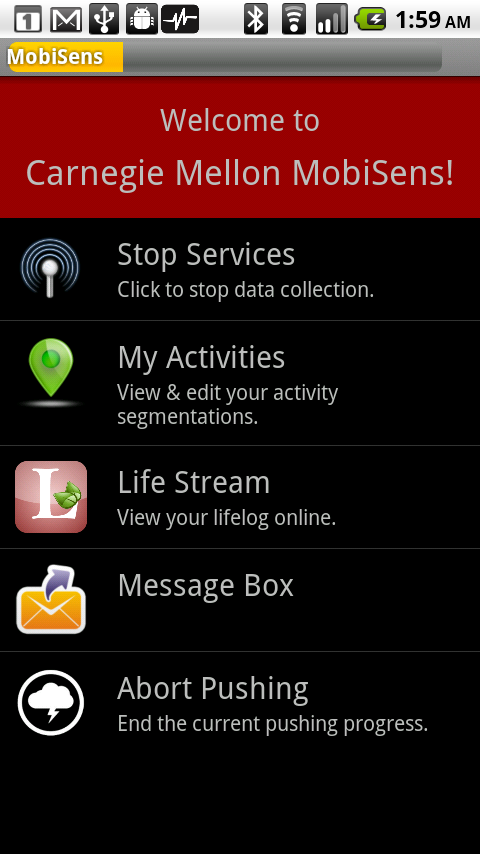 1
1:59 AM
MobiSens
Welcome to
Carnegie Mellon MobiSens!
Stop Services
Click to stop data collection.
My Activities
View & edit your activity
segmentations.
L
Life Stream
View your lifelog online.
Message Box
Abort Pushing
End the current pushing progress.